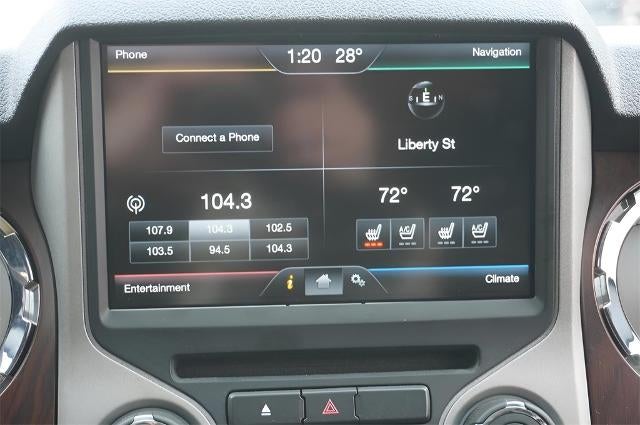 Phone
1:20 28°
Navigation
S E N
Connect a Phone
Liberty St
104.3
72° 72°
107.9 104.3 102.5
103.5 94.5 104.3
A/C A/C
Entertainment
i
Climate